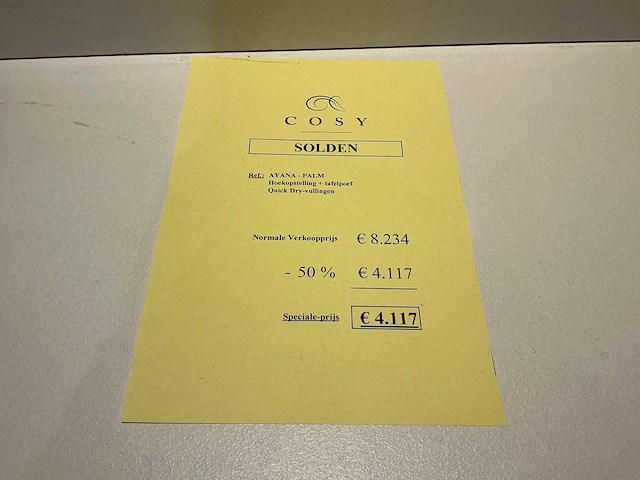 COSY
SOLDEN
Ref.: AYANA - PALM
Hoekopstelling + tafelpoef
Quick Dry-vullingen
Normale Verkoopprijs € 8.234
- 50 % € 4.117
Speciale-prijs € 4.117